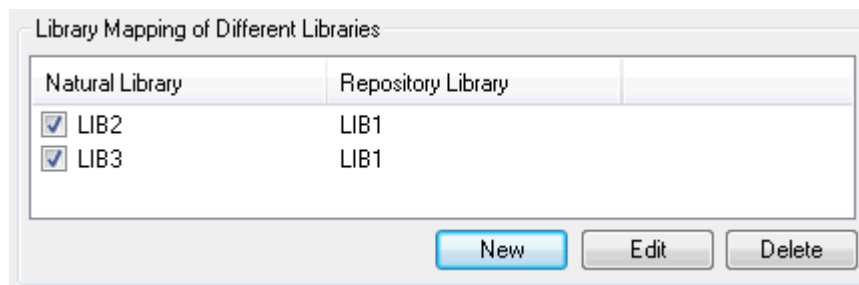 Library Mapping of Different Libraries
Natural Library Repository Library
LIB2 LIB1
LIB3 LIB1
New Edit Delete